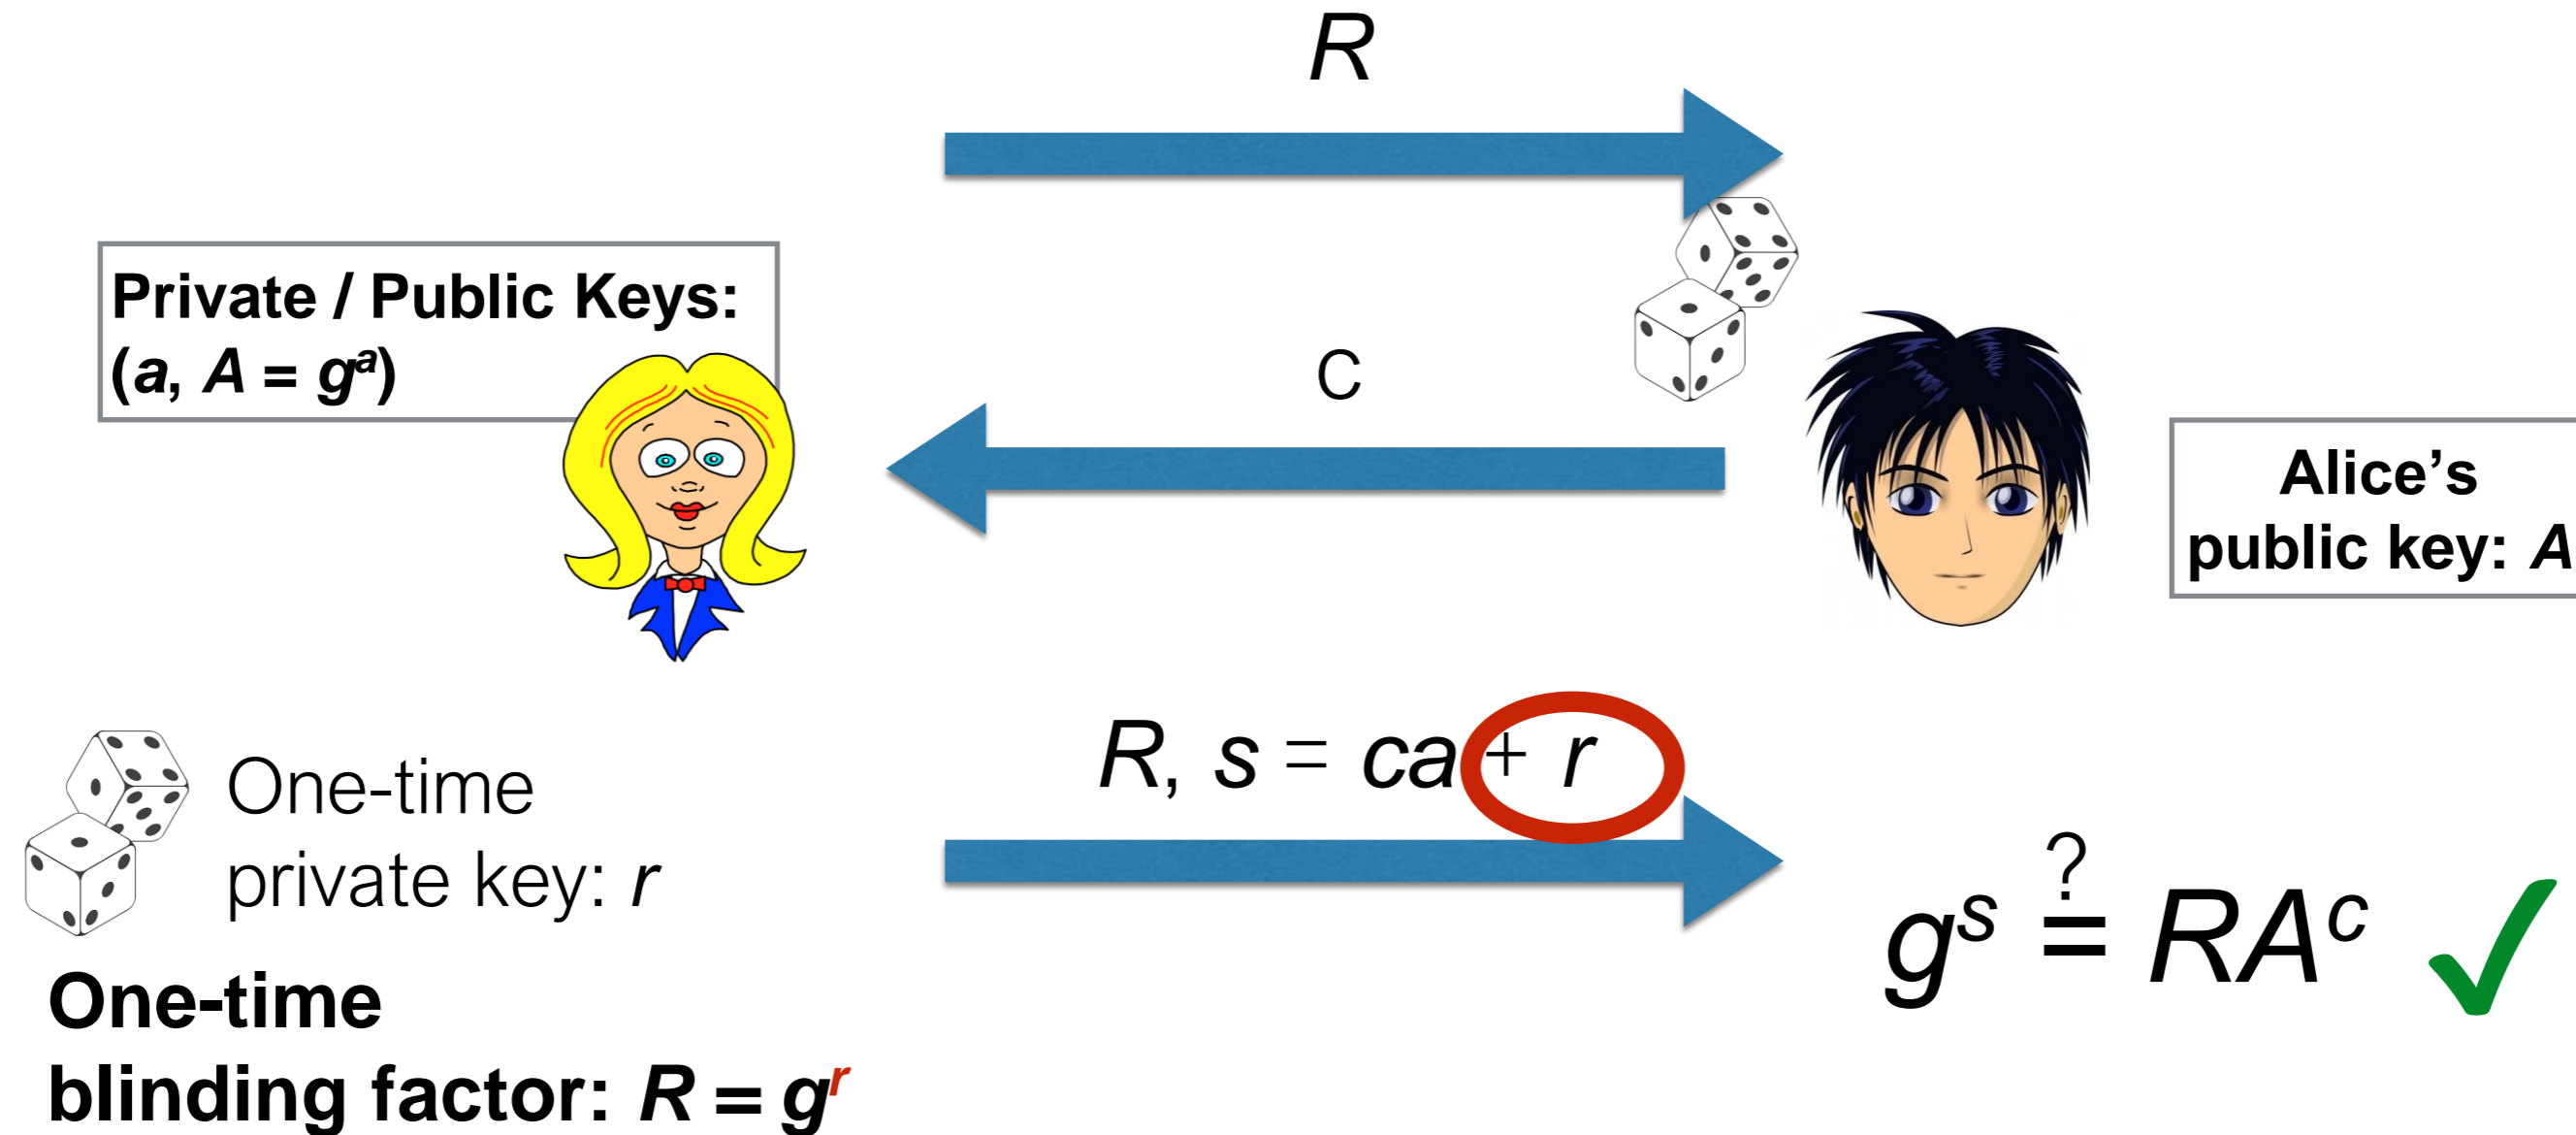 R
Private / Public Keys:
(a, A = gᵃ)
C
Alice’s
public key: A
R, s = ca + r
One-time
private key: r
?
gˢ = RAᶜ ✓
One-time
blinding factor: R = gʳ